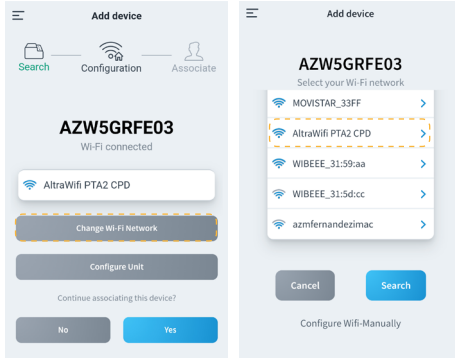 Add device
Search
Configuration
Associate
AZW5GRFE03
Wi-Fi connected
AltraWifi PTA2 CPD
Change Wi-Fi Network
Configure Unit
Continue associating this device?
No
Yes
Add device
AZW5GRFE03
Select your Wi-Fi network
MOVISTAR_33FF
AltraWifi PTA2 CPD
WIBEEE_31:59:aa
WIBEEE_31:5d:cc
azmfernandezimac
Cancel
Search
Configure Wifi-Manually